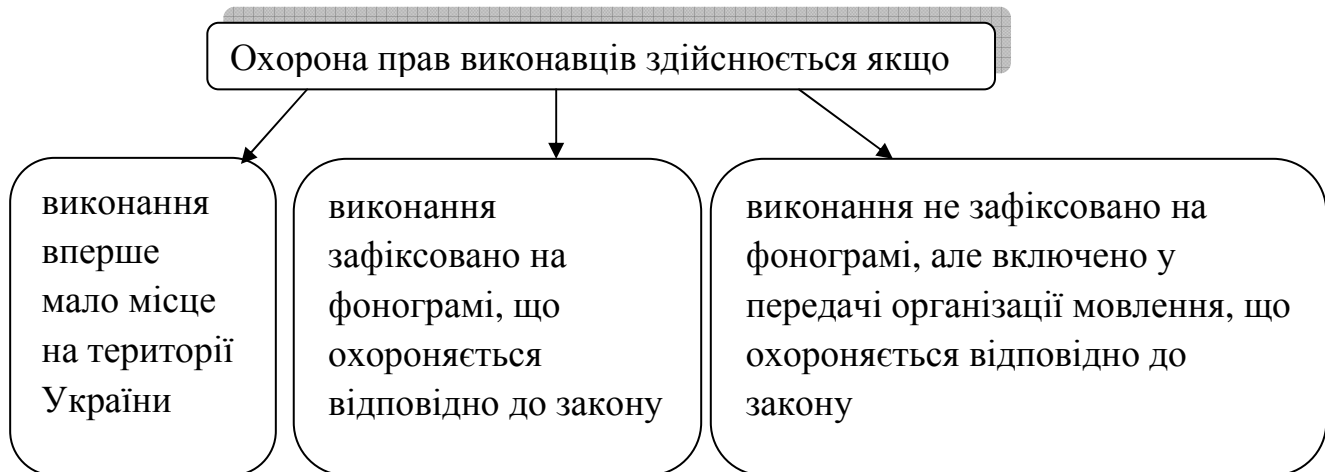 Охорона прав виконавців здійснюється якщо
виконання
вперше
мало місце
на території
України
виконання
зафіксовано на
фонограмі, що
охороняється
відповідно до закону
виконання не зафіксовано на
фонограмі, але включено у
передачі організації мовлення, що
охороняється відповідно до
закону